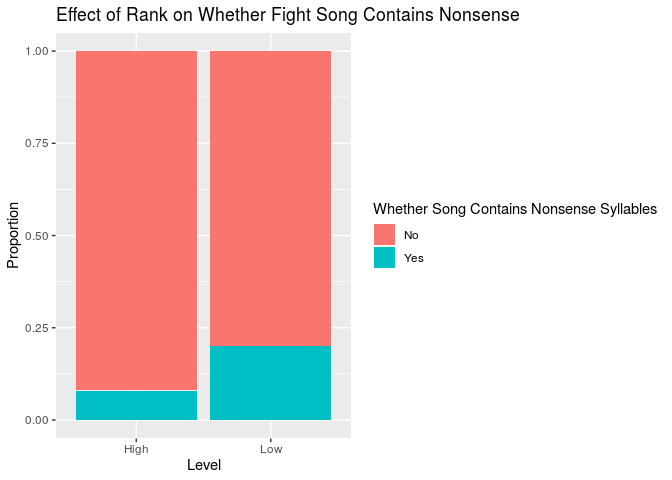 Effect of Rank on Whether Fight Song Contains Nonsense
1.00
0.75
0.50
0.25
0.00
Proportion
High
Low
Level
Whether Song Contains Nonsense Syllables
No
Yes